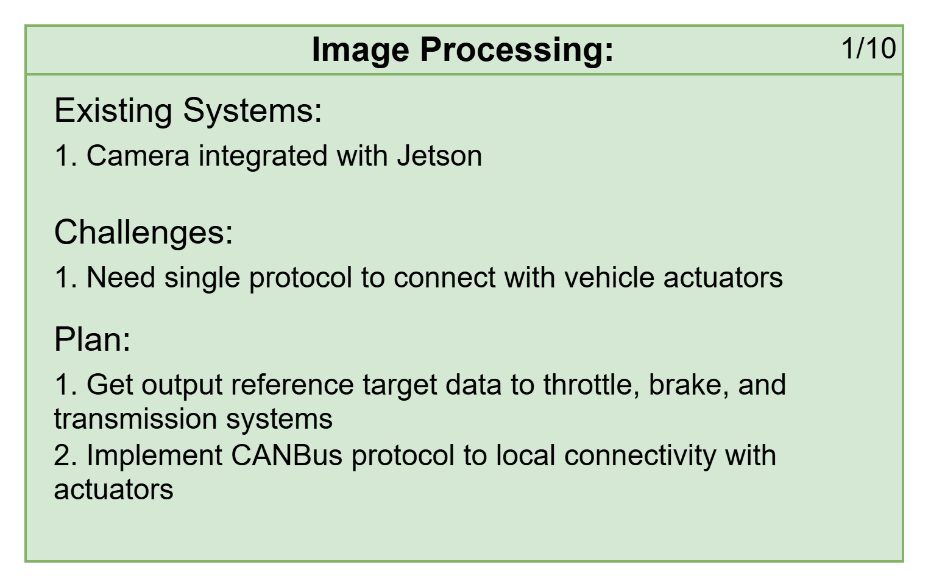 Image Processing:
1/10
Existing Systems:
1. Camera integrated with Jetson
Challenges:
1. Need single protocol to connect with vehicle actuators
Plan:
1. Get output reference target data to throttle, brake, and
transmission systems
2. Implement CANBus protocol to local connectivity with
actuators